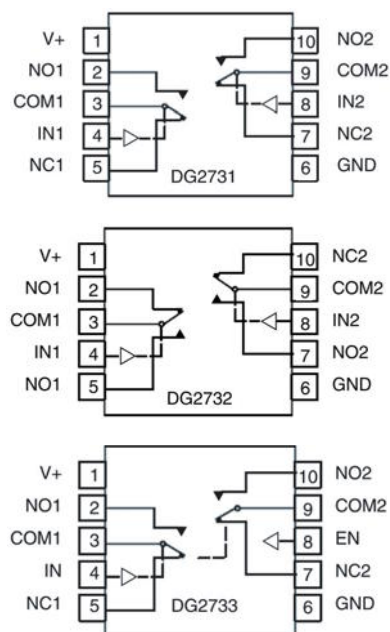 V+ 1 10 NO2
NO1 2 9 COM2
COM1 3 8 IN2
IN1 4 7 NC2
NC1 5 6 GND
DG2731
V+ 1 10 NC2
NO1 2 9 COM2
COM1 3 8 IN2
IN1 4 7 NO2
NO1 5 6 GND
DG2732
V+ 1 10 NO2
NO1 2 9 COM2
COM1 3 8 EN
IN 4 7 NC2
NC1 5 6 GND
DG2733